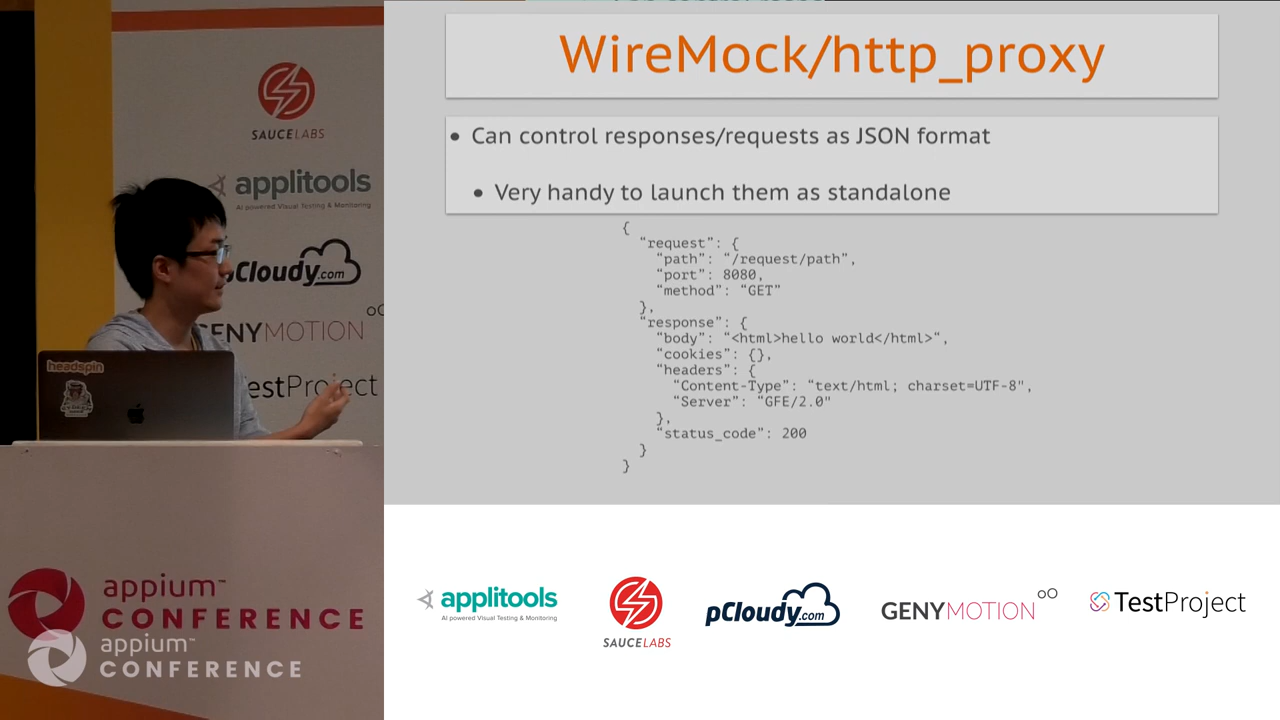 SAUCELABS
applitools
AI powered Visual Testing & Monitoring
pCloudy.com
GENYMOTION
TestProject
headspin
appium™
CONFERENCE
appium™
CONFERENCE
WireMock/http_proxy
• Can control responses/requests as JSON format
• Very handy to launch them as standalone
{
"request": {
"path": "/request/path",
"port": 8080,
"method": "GET"
},
"response": {
"body": "<html>hello world</html>",
"cookies": {},
"headers": {
"Content-Type": "text/html; charset=UTF-8",
"Server": "GFE/2.0"
},
"status_code": 200
}
}
applitools
AI powered Visual Testing & Monitoring
SAUCELABS
pCloudy.com
GENYMOTION
TestProject